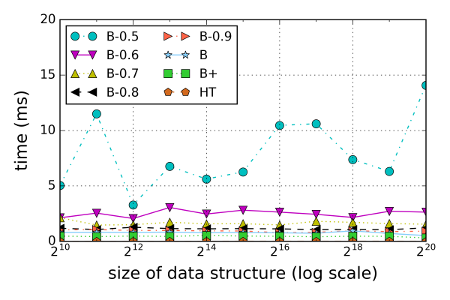 20
15
10
5
0
time (ms)
B-0.5
B-0.6
B-0.7
B-0.8
B-0.9
B
B+
HT
2^10 2^12 2^14 2^16 2^18 2^20
size of data structure (log scale)